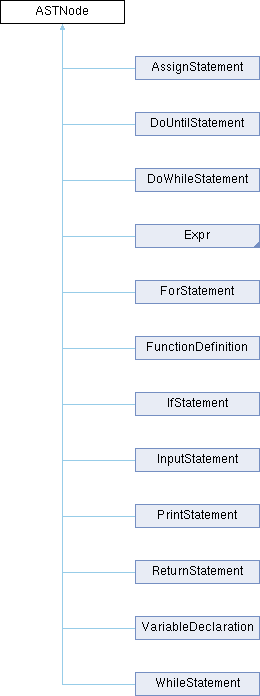 ASTNode
AssignStatement
DoUntilStatement
DoWhileStatement
Expr
ForStatement
FunctionDefinition
IfStatement
InputStatement
PrintStatement
ReturnStatement
VariableDeclaration
WhileStatement